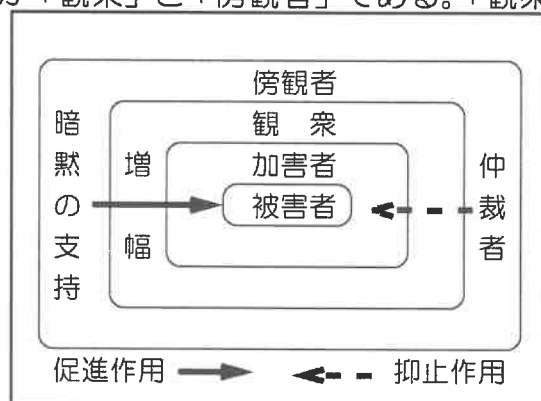 「観衆」と「傍観者」である。「観衆
傍観者
観 衆
加害者
被害者
暗黙の支持
増幅
仲裁者
促進作用
抑止作用